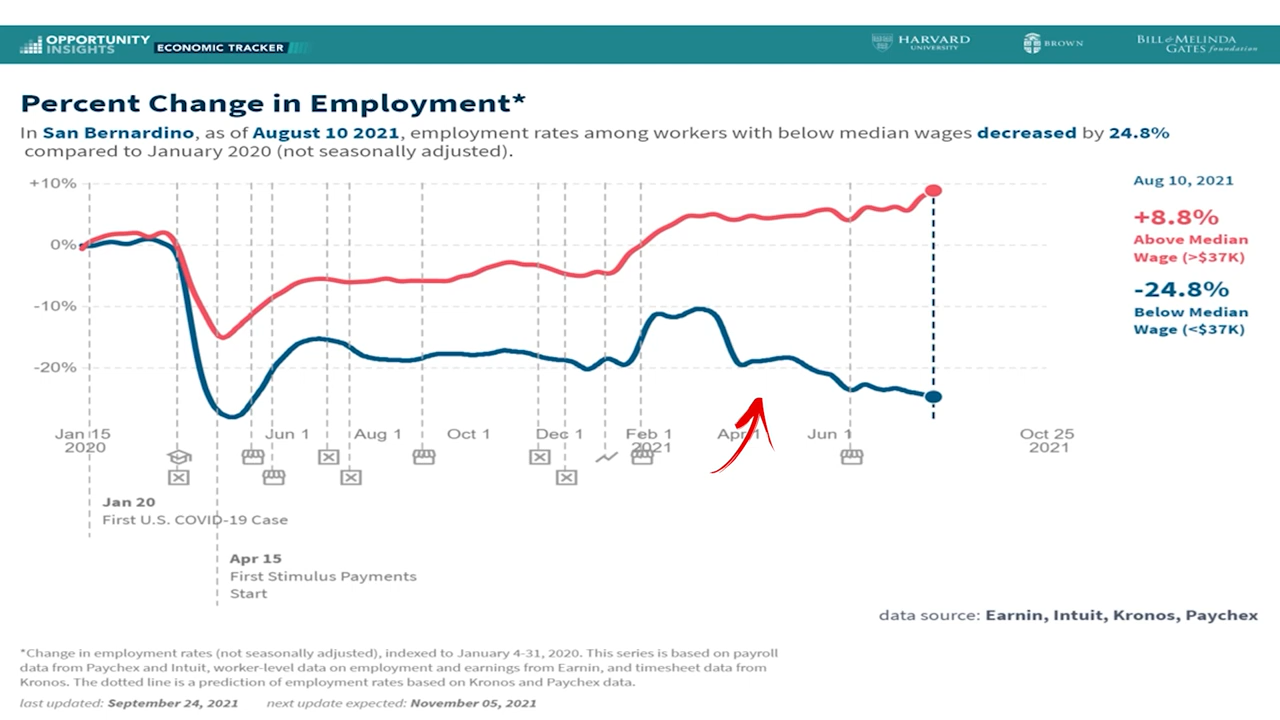 OPPORTUNITY
INSIGHTS
ECONOMIC TRACKER
HARVARD
UNIVERSITY
BROWN
BILL & MELINDA
GATES foundation
Percent Change in Employment*
In San Bernardino, as of August 10 2021, employment rates among workers with below median wages decreased by 24.8%
compared to January 2020 (not seasonally adjusted).
+10%
0%
-10%
-20%
Aug 10, 2021
+8.8%
Above Median
Wage (>$37K)
-24.8%
Below Median
Wage (<$37K)
Jan 15
2020
Jun 1
Aug 1
Oct 1
Dec 1
Feb 1
2021
Apr 1
Jun 1
Oct 25
2021
Jan 20
First U.S. COVID-19 Case
Apr 15
First Stimulus Payments
Start
data source: Earnin, Intuit, Kronos, Paychex
*Change in employment rates (not seasonally adjusted), indexed to January 4-31, 2020. This series is based on payroll
data from Paychex and Intuit, worker-level data on employment and earnings from Earnin, and timesheet data from
Kronos. The dotted line is a prediction of employment rates based on Kronos and Paychex data.
last updated: September 24, 2021 next update expected: November 05, 2021